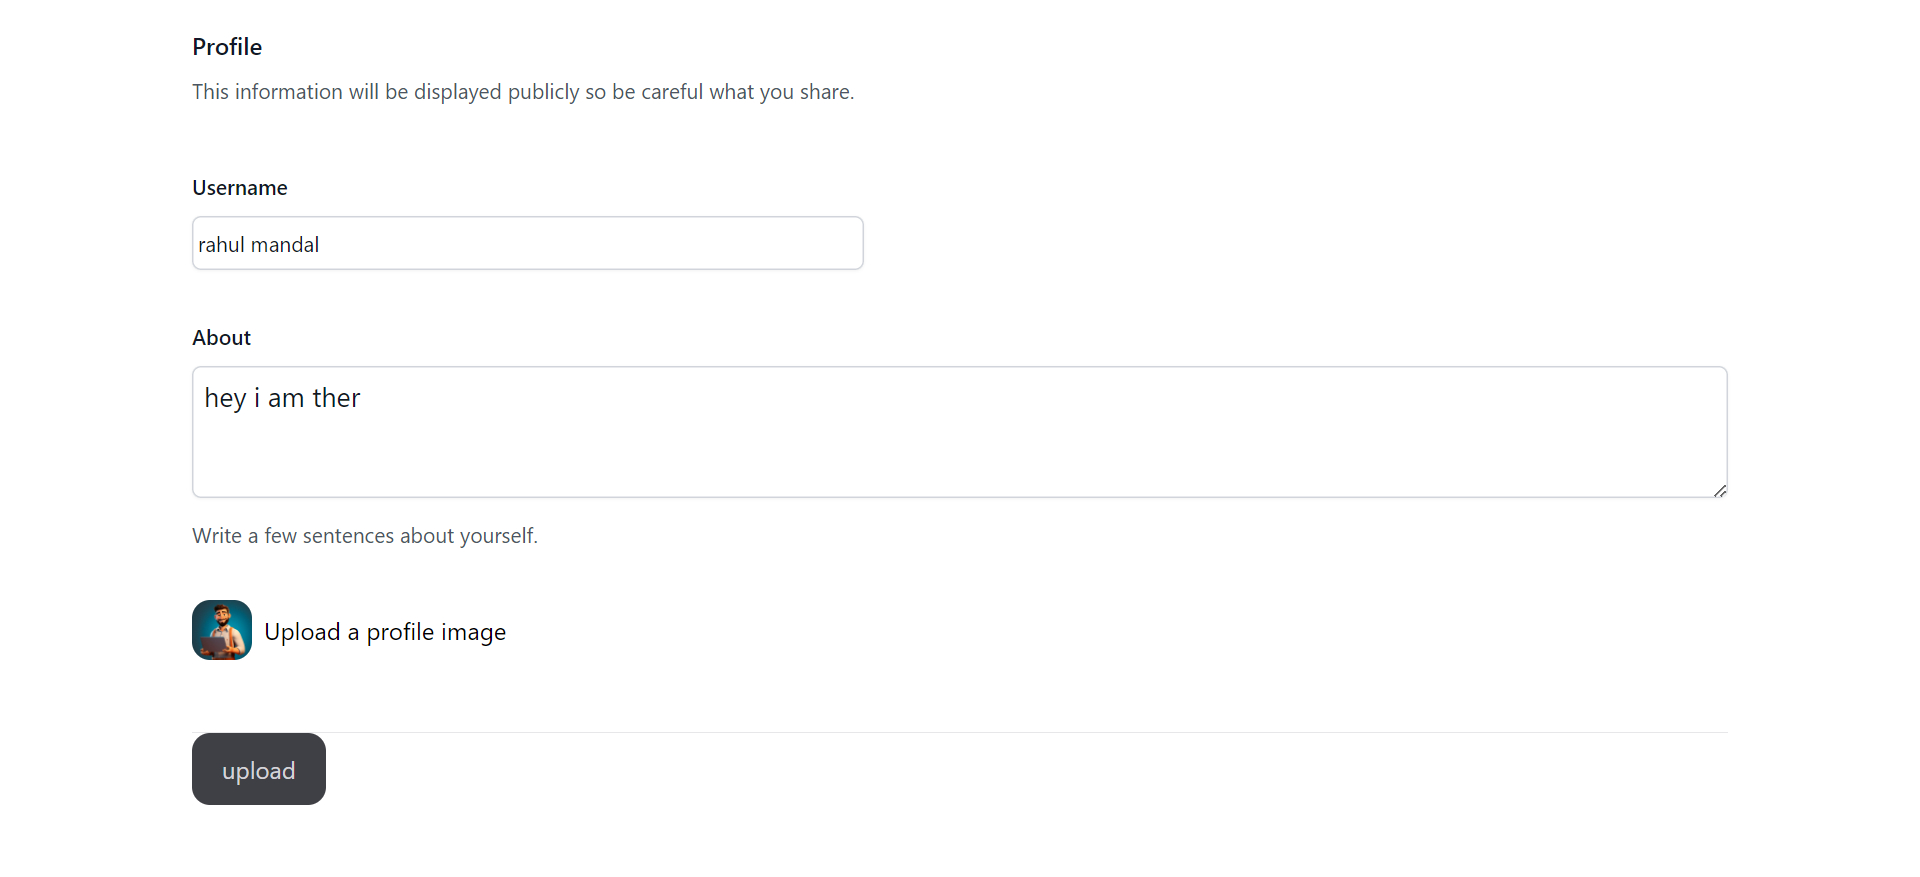 Profile
This information will be displayed publicly so be careful what you share.
Username
rahul mandal
About
hey i am ther
Write a few sentences about yourself.
Upload a profile image
upload